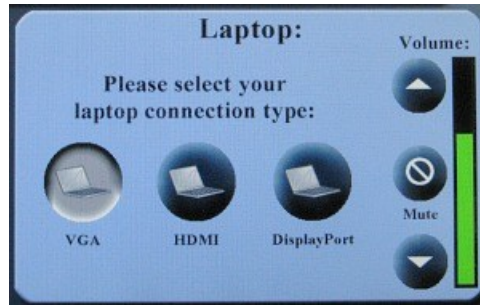 Laptop:
Volume:
Please select your
laptop connection type:
VGA
HDMI
DisplayPort
Mute